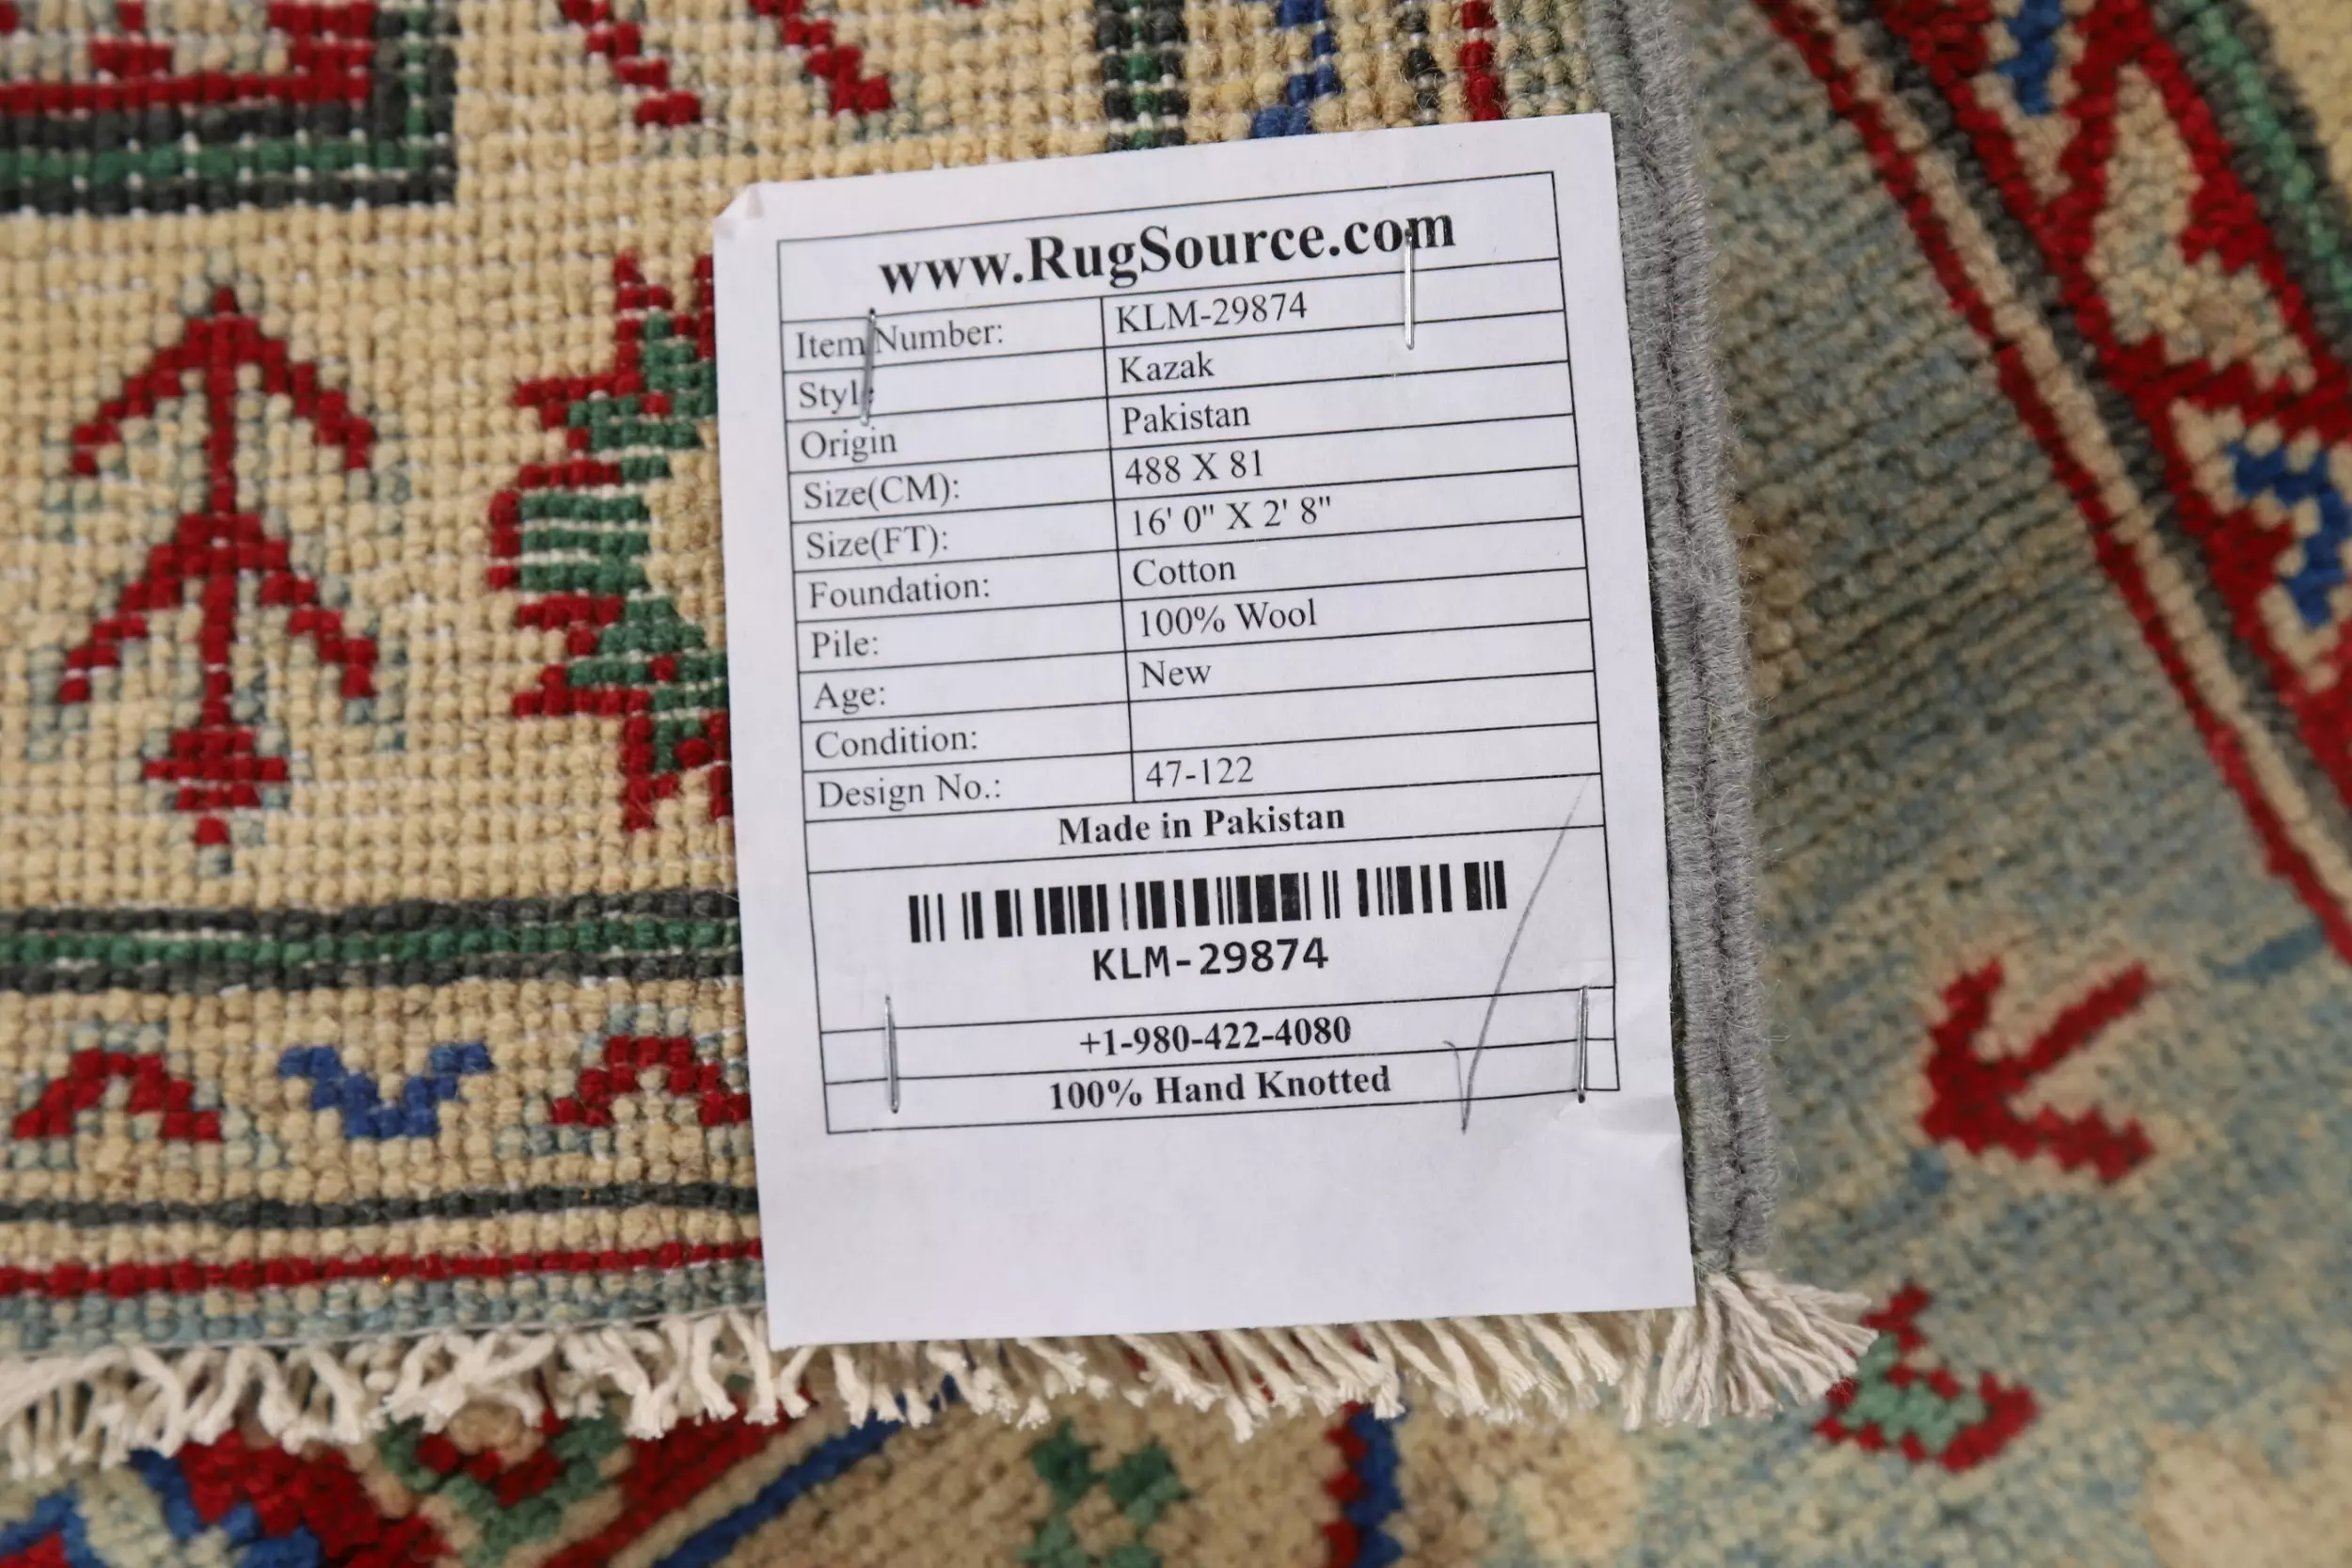 www.RugSource.com
Item Number: KLM-29874
Style: Kazak
Origin Pakistan
Size(CM): 488 X 81
Size(FT): 16' 0" X 2' 8"
Foundation: Cotton
Pile: 100% Wool
Age: New
Condition:
Design No.: 47-122
Made in Pakistan
KLM-29874
+1-980-422-4080
100% Hand Knotted